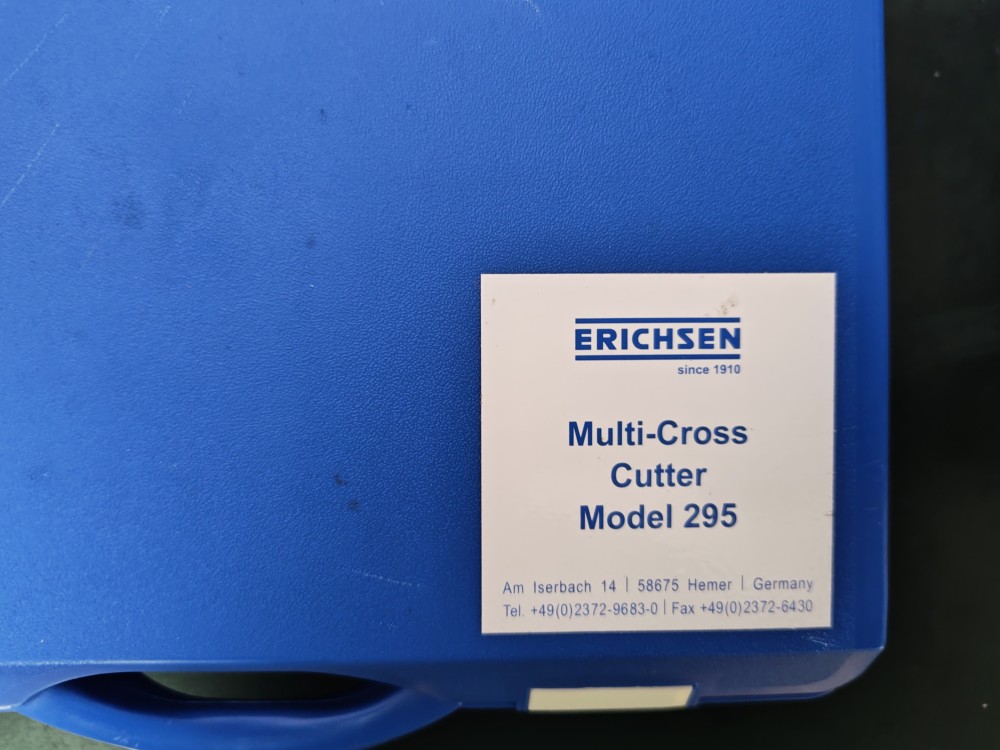 ERICHSEN
since 1910
Multi-Cross
Cutter
Model 295
Am Iserbach 14 | 58675 Hemer | Germany
Tel. +49(0)2372-9683-0 | Fax +49(0)2372-6430